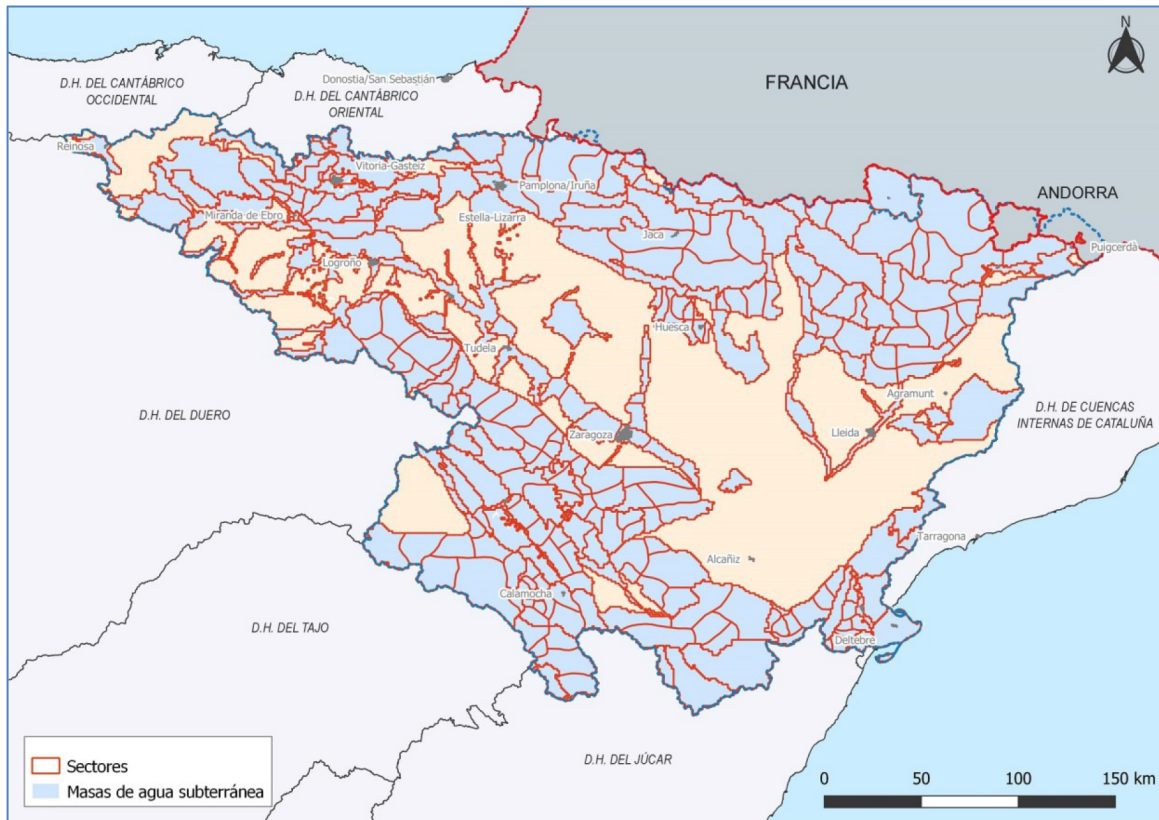 N
Donostia/San Sebastián
D.H. DEL CANTÁBRICO
OCCIDENTAL
D.H. DEL CANTÁBRICO
ORIENTAL
FRANCIA
Reinosa
Vitoria-Gasteiz
Pamplona/Iruña
ANDORRA
Miranda de Ebro
Estella-Lizarra
Jaca
Puigcerdá
Logroño
Huesca
Tudela
Agramunt
D.H. DEL DUERO
D.H. DE CUENCAS
INTERNAS DE CATALUÑA
Zaragoza
Lleida
Tarragona
Alcañiz
Calamocha
D.H. DEL TAJO
Deltebre
D.H. DEL JÚCAR
Sectores
Masas de agua subterránea
0 50 100 150 km